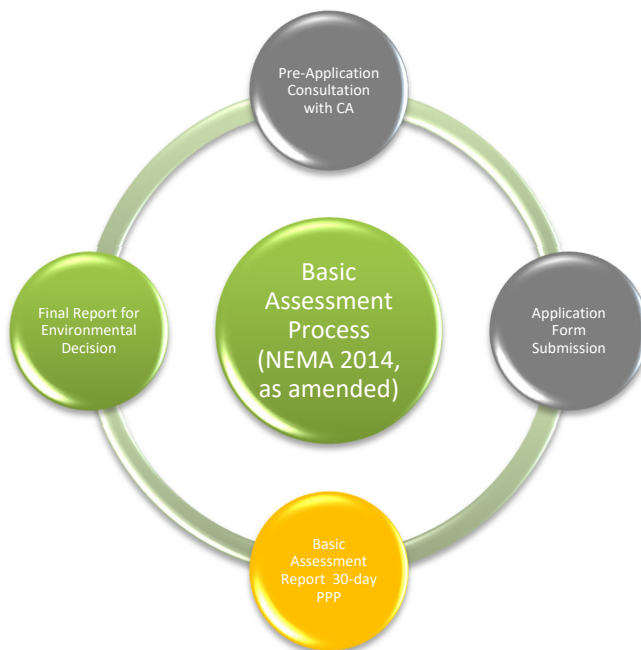 Pre-Application
Consultation
with CA
Basic
Assessment
Process
(NEMA 2014,
as amended)
Final Report for
Environmental
Decision
Application
Form
Submission
Basic
Assessment
Report 30-day
PPP